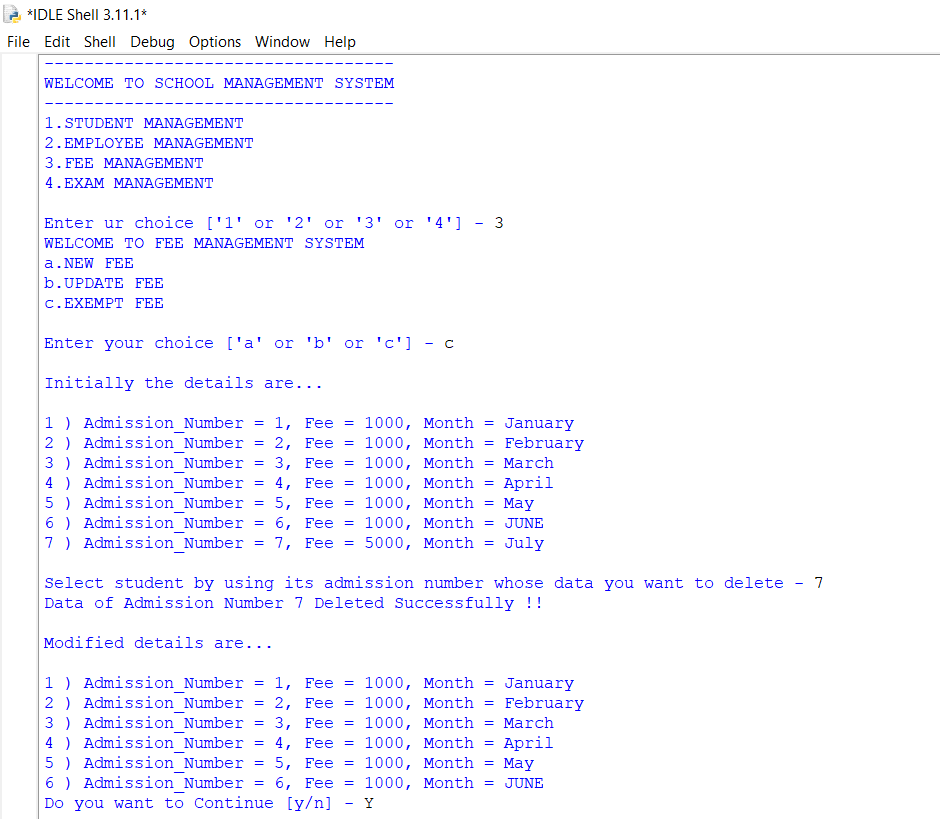 *IDLE Shell 3.11.1*
File Edit Shell Debug Options Window Help
-----------------------------------
WELCOME TO SCHOOL MANAGEMENT SYSTEM
-----------------------------------
1.STUDENT MANAGEMENT
2.EMPLOYEE MANAGEMENT
3.FEE MANAGEMENT
4.EXAM MANAGEMENT
Enter ur choice ['1' or '2' or '3' or '4'] - 3
WELCOME TO FEE MANAGEMENT SYSTEM
a.NEW FEE
b.UPDATE FEE
c.EXEMPT FEE
Enter your choice ['a' or 'b' or 'c'] - c
Initially the details are...
1 ) Admission_Number = 1, Fee = 1000, Month = January
2 ) Admission_Number = 2, Fee = 1000, Month = February
3 ) Admission_Number = 3, Fee = 1000, Month = March
4 ) Admission_Number = 4, Fee = 1000, Month = April
5 ) Admission_Number = 5, Fee = 1000, Month = May
6 ) Admission_Number = 6, Fee = 1000, Month = JUNE
7 ) Admission_Number = 7, Fee = 5000, Month = July
Select student by using its admission number whose data you want to delete - 7
Data of Admission Number 7 Deleted Successfully !!
Modified details are...
1 ) Admission_Number = 1, Fee = 1000, Month = January
2 ) Admission_Number = 2, Fee = 1000, Month = February
3 ) Admission_Number = 3, Fee = 1000, Month = March
4 ) Admission_Number = 4, Fee = 1000, Month = April
5 ) Admission_Number = 5, Fee = 1000, Month = May
6 ) Admission_Number = 6, Fee = 1000, Month = JUNE
Do you want to Continue [y/n] - Y